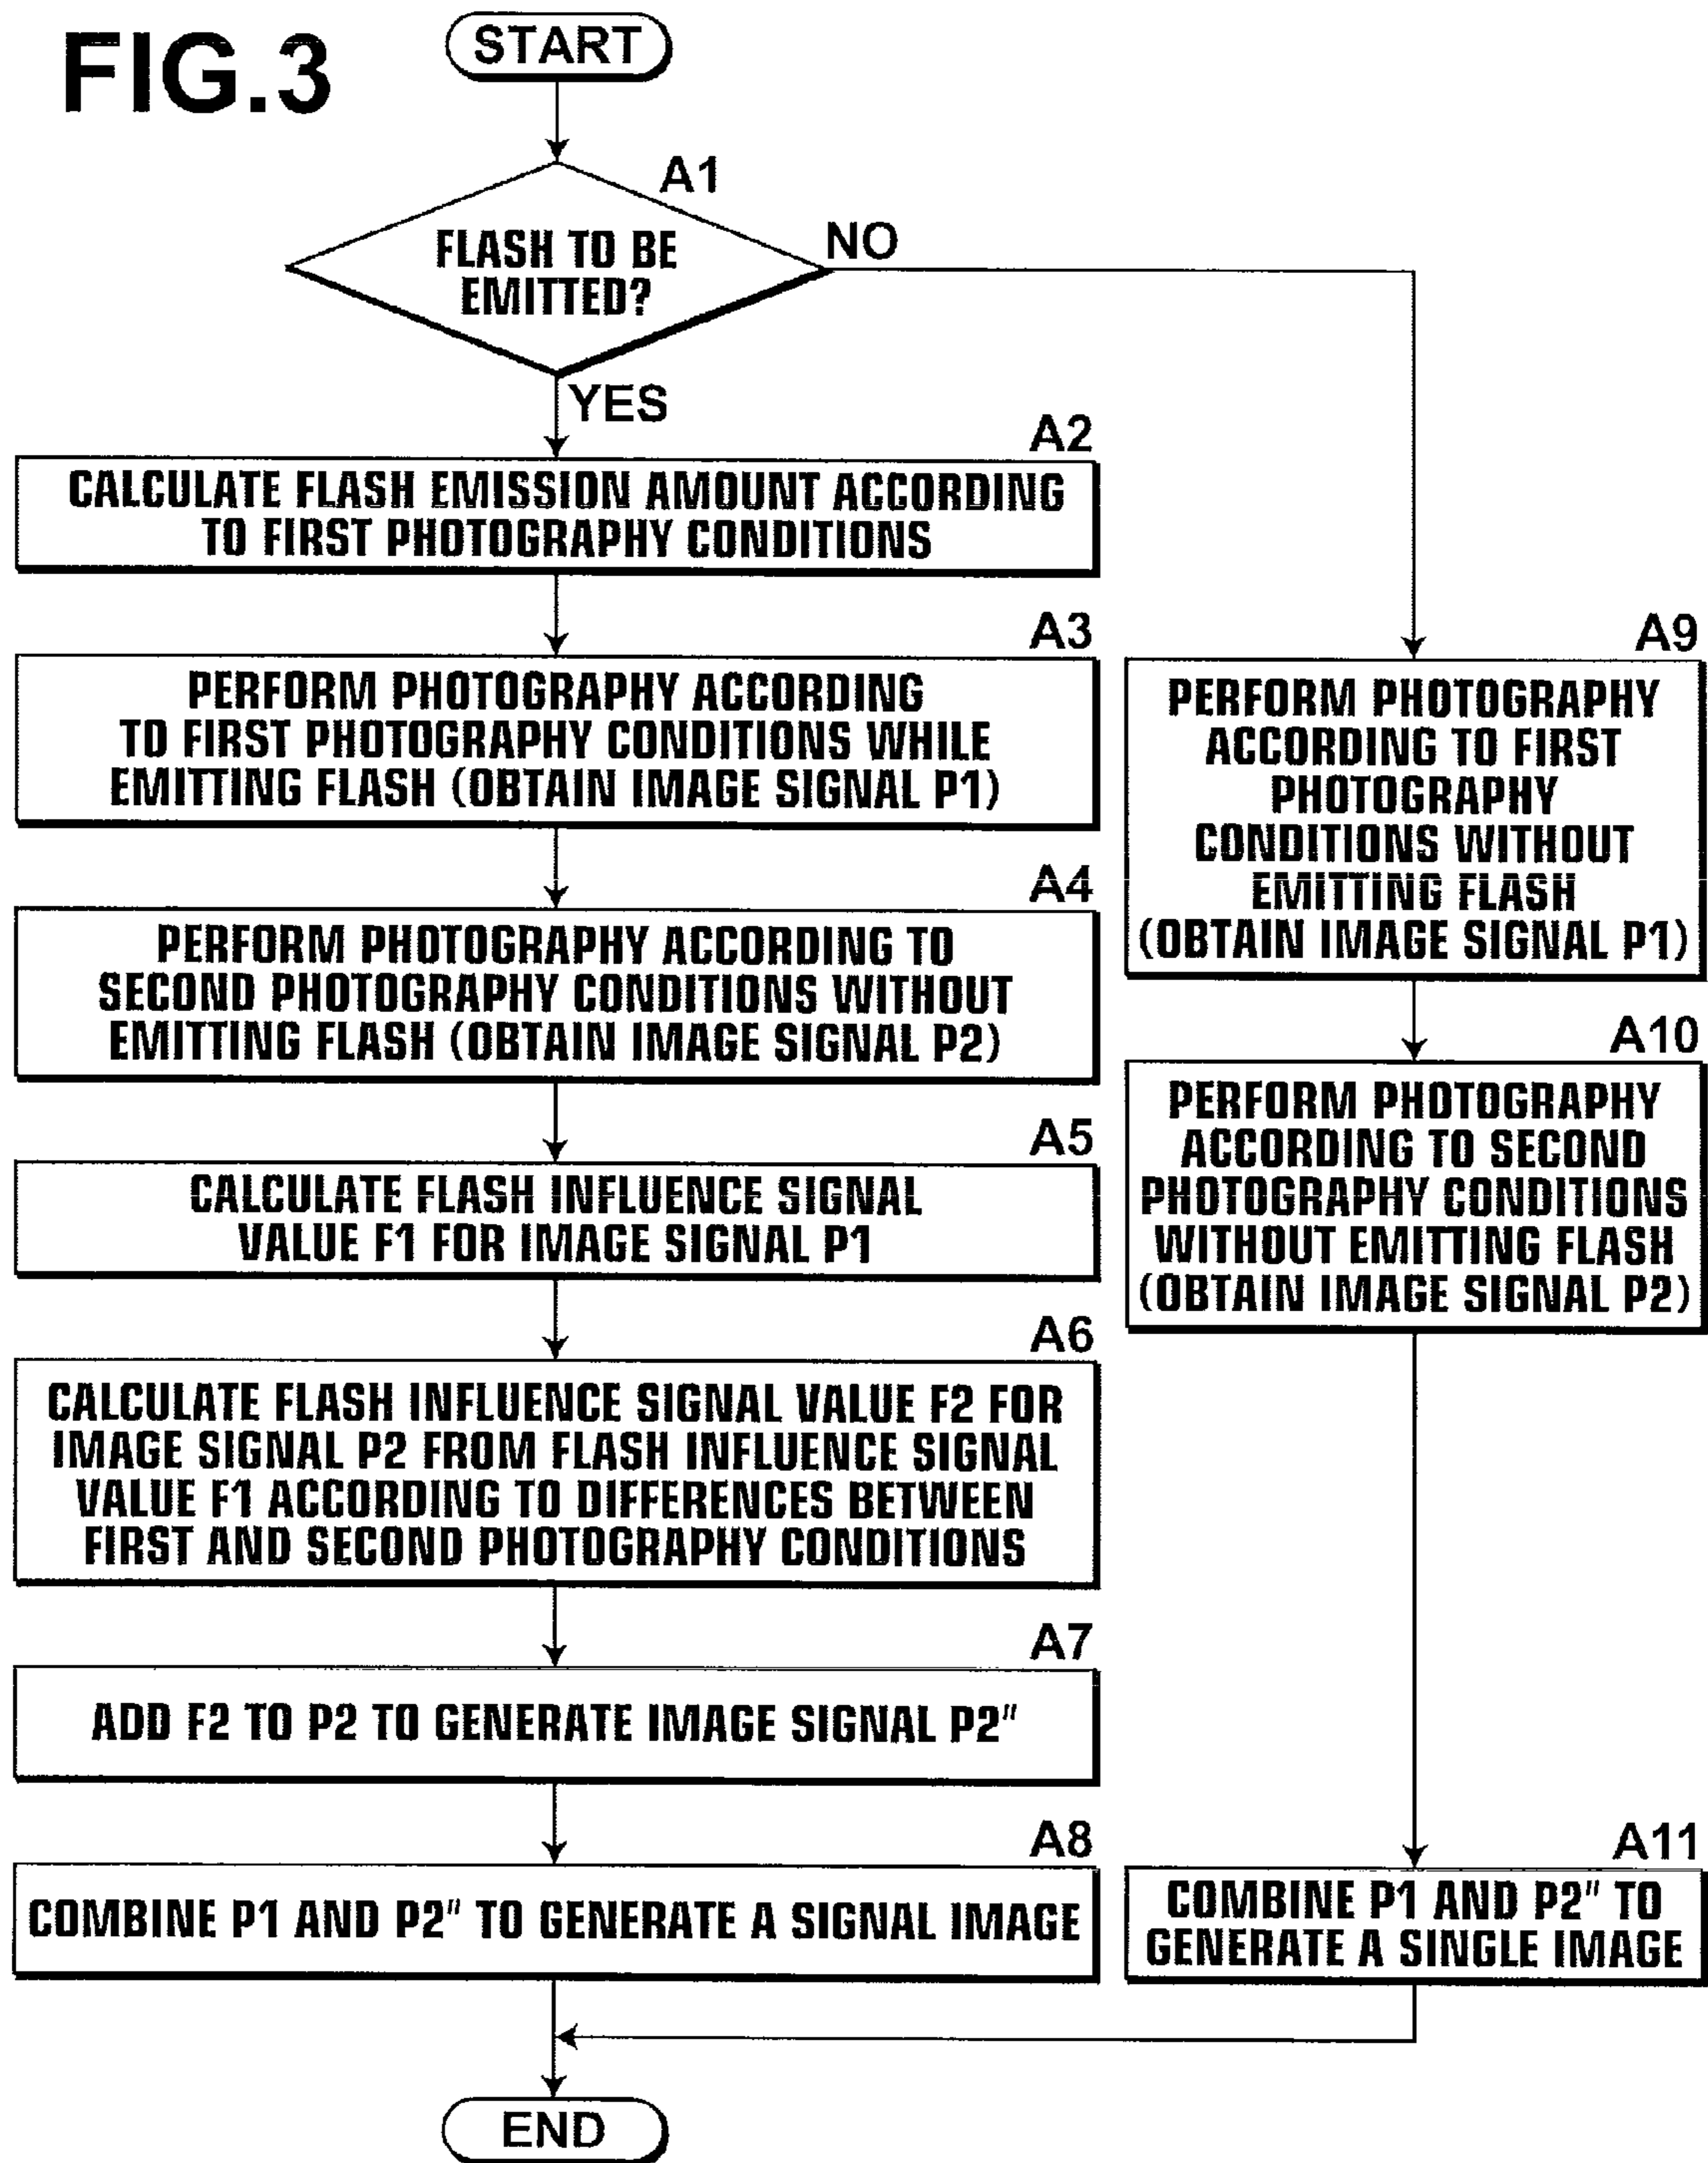 FIG.3
START
A1
FLASH TO BE
EMITTED?
NO
YES
A2
CALCULATE FLASH EMISSION AMOUNT ACCORDING
TO FIRST PHOTOGRAPHY CONDITIONS
A3
PERFORM PHOTOGRAPHY ACCORDING
TO FIRST PHOTOGRAPHY CONDITIONS WHILE
EMITTING FLASH (OBTAIN IMAGE SIGNAL P1)
A4
PERFORM PHOTOGRAPHY ACCORDING TO
SECOND PHOTOGRAPHY CONDITIONS WITHOUT
EMITTING FLASH (OBTAIN IMAGE SIGNAL P2)
A5
CALCULATE FLASH INFLUENCE SIGNAL
VALUE F1 FOR IMAGE SIGNAL P1
A6
CALCULATE FLASH INFLUENCE SIGNAL VALUE F2 FOR
IMAGE SIGNAL P2 FROM FLASH INFLUENCE SIGNAL
VALUE F1 ACCORDING TO DIFFERENCES BETWEEN
FIRST AND SECOND PHOTOGRAPHY CONDITIONS
A7
ADD F2 TO P2 TO GENERATE IMAGE SIGNAL P2″
A8
COMBINE P1 AND P2″ TO GENERATE A SIGNAL IMAGE
A9
PERFORM PHOTOGRAPHY
ACCORDING TO FIRST
PHOTOGRAPHY
CONDITIONS WITHOUT
EMITTING FLASH
(OBTAIN IMAGE SIGNAL P1)
A10
PERFORM PHOTOGRAPHY
ACCORDING TO SECOND
PHOTOGRAPHY CONDITIONS
WITHOUT EMITTING FLASH
(OBTAIN IMAGE SIGNAL P2)
A11
COMBINE P1 AND P2″ TO
GENERATE A SINGLE IMAGE
END